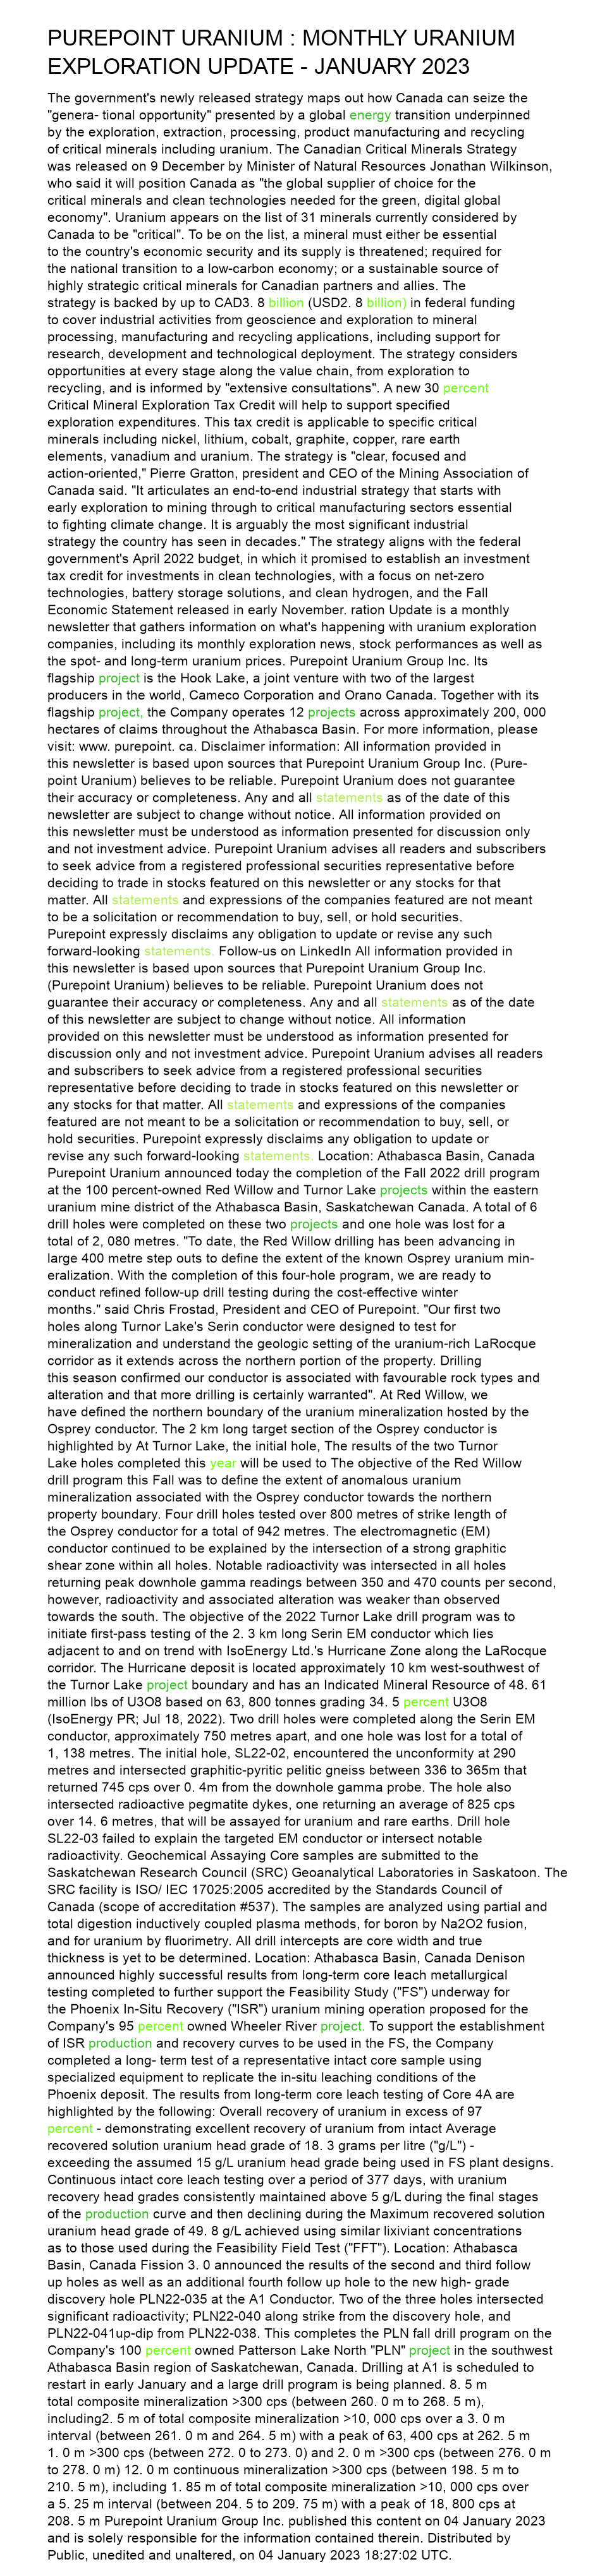 PUREPOINT URANIUM : MONTHLY URANIUM
EXPLORATION UPDATE - JANUARY 2023
The government's newly released strategy maps out how Canada can seize the
"genera- tional opportunity" presented by a global energy transition underpinned
by the exploration, extraction, processing, product manufacturing and recycling
of critical minerals including uranium. The Canadian Critical Minerals Strategy
was released on 9 December by Minister of Natural Resources Jonathan Wilkinson,
who said it will position Canada as "the global supplier of choice for the
critical minerals and clean technologies needed for the green, digital global
economy". Uranium appears on the list of 31 minerals currently considered by
Canada to be "critical". To be on the list, a mineral must either be essential
to the country's economic security and its supply is threatened; required for
the national transition to a low-carbon economy; or a sustainable source of
highly strategic critical minerals for Canadian partners and allies. The
strategy is backed by up to CAD3. 8 billion (USD2. 8 billion) in federal funding
to cover industrial activities from geoscience and exploration to mineral
processing, manufacturing and recycling applications, including support for
research, development and technological deployment. The strategy considers
opportunities at every stage along the value chain, from exploration to
recycling, and is informed by "extensive consultations". A new 30 percent
Critical Mineral Exploration Tax Credit will help to support specified
exploration expenditures. This tax credit is applicable to specific critical
minerals including nickel, lithium, cobalt, graphite, copper, rare earth
elements, vanadium and uranium. The strategy is "clear, focused and
action-oriented," Pierre Gratton, president and CEO of the Mining Association of
Canada said. "It articulates an end-to-end industrial strategy that starts with
early exploration to mining through to critical manufacturing sectors essential
to fighting climate change. It is arguably the most significant industrial
strategy the country has seen in decades." The strategy aligns with the federal
government's April 2022 budget, in which it promised to establish an investment
tax credit for investments in clean technologies, with a focus on net-zero
technologies, battery storage solutions, and clean hydrogen, and the Fall
Economic Statement released in early November. ration Update is a monthly
newsletter that gathers information on what's happening with uranium exploration
companies, including its monthly exploration news, stock performances as well as
the spot- and long-term uranium prices. Purepoint Uranium Group Inc. Its
flagship project is the Hook Lake, a joint venture with two of the largest
producers in the world, Cameco Corporation and Orano Canada. Together with its
flagship project, the Company operates 12 projects across approximately 200, 000
hectares of claims throughout the Athabasca Basin. For more information, please
visit: www. purepoint. ca. Disclaimer information: All information provided in
this newsletter is based upon sources that Purepoint Uranium Group Inc. (Pure-
point Uranium) believes to be reliable. Purepoint Uranium does not guarantee
their accuracy or completeness. Any and all statements as of the date of this
newsletter are subject to change without notice. All information provided on
this newsletter must be understood as information presented for discussion only
and not investment advice. Purepoint Uranium advises all readers and subscribers
to seek advice from a registered professional securities representative before
deciding to trade in stocks featured on this newsletter or any stocks for that
matter. All statements and expressions of the companies featured are not meant
to be a solicitation or recommendation to buy, sell, or hold securities.
Purepoint expressly disclaims any obligation to update or revise any such
forward-looking statements. Follow-us on LinkedIn All information provided in
this newsletter is based upon sources that Purepoint Uranium Group Inc.
(Purepoint Uranium) believes to be reliable. Purepoint Uranium does not
guarantee their accuracy or completeness. Any and all statements as of the date
of this newsletter are subject to change without notice. All information
provided on this newsletter must be understood as information presented for
discussion only and not investment advice. Purepoint Uranium advises all readers
and subscribers to seek advice from a registered professional securities
representative before deciding to trade in stocks featured on this newsletter or
any stocks for that matter. All statements and expressions of the companies
featured are not meant to be a solicitation or recommendation to buy, sell, or
hold securities. Purepoint expressly disclaims any obligation to update or
revise any such forward-looking statements. Location: Athabasca Basin, Canada
Purepoint Uranium announced today the completion of the Fall 2022 drill program
at the 100 percent-owned Red Willow and Turnor Lake projects within the eastern
uranium mine district of the Athabasca Basin, Saskatchewan Canada. A total of 6
drill holes were completed on these two projects and one hole was lost for a
total of 2, 080 metres. "To date, the Red Willow drilling has been advancing in
large 400 metre step outs to define the extent of the known Osprey uranium min-
eralization. With the completion of this four-hole program, we are ready to
conduct refined follow-up drill testing during the cost-effective winter
months." said Chris Frostad, President and CEO of Purepoint. "Our first two
holes along Turnor Lake's Serin conductor were designed to test for
mineralization and understand the geologic setting of the uranium-rich LaRocque
corridor as it extends across the northern portion of the property. Drilling
this season confirmed our conductor is associated with favourable rock types and
alteration and that more drilling is certainly warranted". At Red Willow, we
have defined the northern boundary of the uranium mineralization hosted by the
Osprey conductor. The 2 km long target section of the Osprey conductor is
highlighted by At Turnor Lake, the initial hole, The results of the two Turnor
Lake holes completed this year will be used to The objective of the Red Willow
drill program this Fall was to define the extent of anomalous uranium
mineralization associated with the Osprey conductor towards the northern
property boundary. Four drill holes tested over 800 metres of strike length of
the Osprey conductor for a total of 942 metres. The electromagnetic (EM)
conductor continued to be explained by the intersection of a strong graphitic
shear zone within all holes. Notable radioactivity was intersected in all holes
returning peak downhole gamma readings between 350 and 470 counts per second,
however, radioactivity and associated alteration was weaker than observed
towards the south. The objective of the 2022 Turnor Lake drill program was to
initiate first-pass testing of the 2. 3 km long Serin EM conductor which lies
adjacent to and on trend with IsoEnergy Ltd.'s Hurricane Zone along the LaRocque
corridor. The Hurricane deposit is located approximately 10 km west-southwest of
the Turnor Lake project boundary and has an Indicated Mineral Resource of 48. 61
million lbs of U3O8 based on 63, 800 tonnes grading 34. 5 percent U3O8
(IsoEnergy PR; Jul 18, 2022). Two drill holes were completed along the Serin EM
conductor, approximately 750 metres apart, and one hole was lost for a total of
1, 138 metres. The initial hole, SL22-02, encountered the unconformity at 290
metres and intersected graphitic-pyritic pelitic gneiss between 336 to 365m that
returned 745 cps over 0. 4m from the downhole gamma probe. The hole also
intersected radioactive pegmatite dykes, one returning an average of 825 cps
over 14. 6 metres, that will be assayed for uranium and rare earths. Drill hole
SL22-03 failed to explain the targeted EM conductor or intersect notable
radioactivity. Geochemical Assaying Core samples are submitted to the
Saskatchewan Research Council (SRC) Geoanalytical Laboratories in Saskatoon. The
SRC facility is ISO/ IEC 17025:2005 accredited by the Standards Council of
Canada (scope of accreditation #537). The samples are analyzed using partial and
total digestion inductively coupled plasma methods, for boron by Na2O2 fusion,
and for uranium by fluorimetry. All drill intercepts are core width and true
thickness is yet to be determined. Location: Athabasca Basin, Canada Denison
announced highly successful results from long-term core leach metallurgical
testing completed to further support the Feasibility Study ("FS") underway for
the Phoenix In-Situ Recovery ("ISR") uranium mining operation proposed for the
Company's 95 percent owned Wheeler River project. To support the establishment
of ISR production and recovery curves to be used in the FS, the Company
completed a long- term test of a representative intact core sample using
specialized equipment to replicate the in-situ leaching conditions of the
Phoenix deposit. The results from long-term core leach testing of Core 4A are
highlighted by the following: Overall recovery of uranium in excess of 97
percent - demonstrating excellent recovery of uranium from intact Average
recovered solution uranium head grade of 18. 3 grams per litre ("g/L") -
exceeding the assumed 15 g/L uranium head grade being used in FS plant designs.
Continuous intact core leach testing over a period of 377 days, with uranium
recovery head grades consistently maintained above 5 g/L during the final stages
of the production curve and then declining during the Maximum recovered solution
uranium head grade of 49. 8 g/L achieved using similar lixiviant concentrations
as to those used during the Feasibility Field Test ("FFT"). Location: Athabasca
Basin, Canada Fission 3. 0 announced the results of the second and third follow
up holes as well as an additional fourth follow up hole to the new high- grade
discovery hole PLN22-035 at the A1 Conductor. Two of the three holes intersected
significant radioactivity; PLN22-040 along strike from the discovery hole, and
PLN22-041up-dip from PLN22-038. This completes the PLN fall drill program on the
Company's 100 percent owned Patterson Lake North "PLN" project in the southwest
Athabasca Basin region of Saskatchewan, Canada. Drilling at A1 is scheduled to
restart in early January and a large drill program is being planned. 8. 5 m
total composite mineralization >300 cps (between 260. 0 m to 268. 5 m),
including2. 5 m of total composite mineralization >10, 000 cps over a 3. 0 m
interval (between 261. 0 m and 264. 5 m) with a peak of 63, 400 cps at 262. 5 m
1. 0 m >300 cps (between 272. 0 to 273. 0) and 2. 0 m >300 cps (between 276. 0 m
to 278. 0 m) 12. 0 m continuous mineralization >300 cps (between 198. 5 m to
210. 5 m), including 1. 85 m of total composite mineralization >10, 000 cps over
a 5. 25 m interval (between 204. 5 to 209. 75 m) with a peak of 18, 800 cps at
208. 5 m Purepoint Uranium Group Inc. published this content on 04 January 2023
and is solely responsible for the information contained therein. Distributed by
Public, unedited and unaltered, on 04 January 2023 18:27:02 UTC.